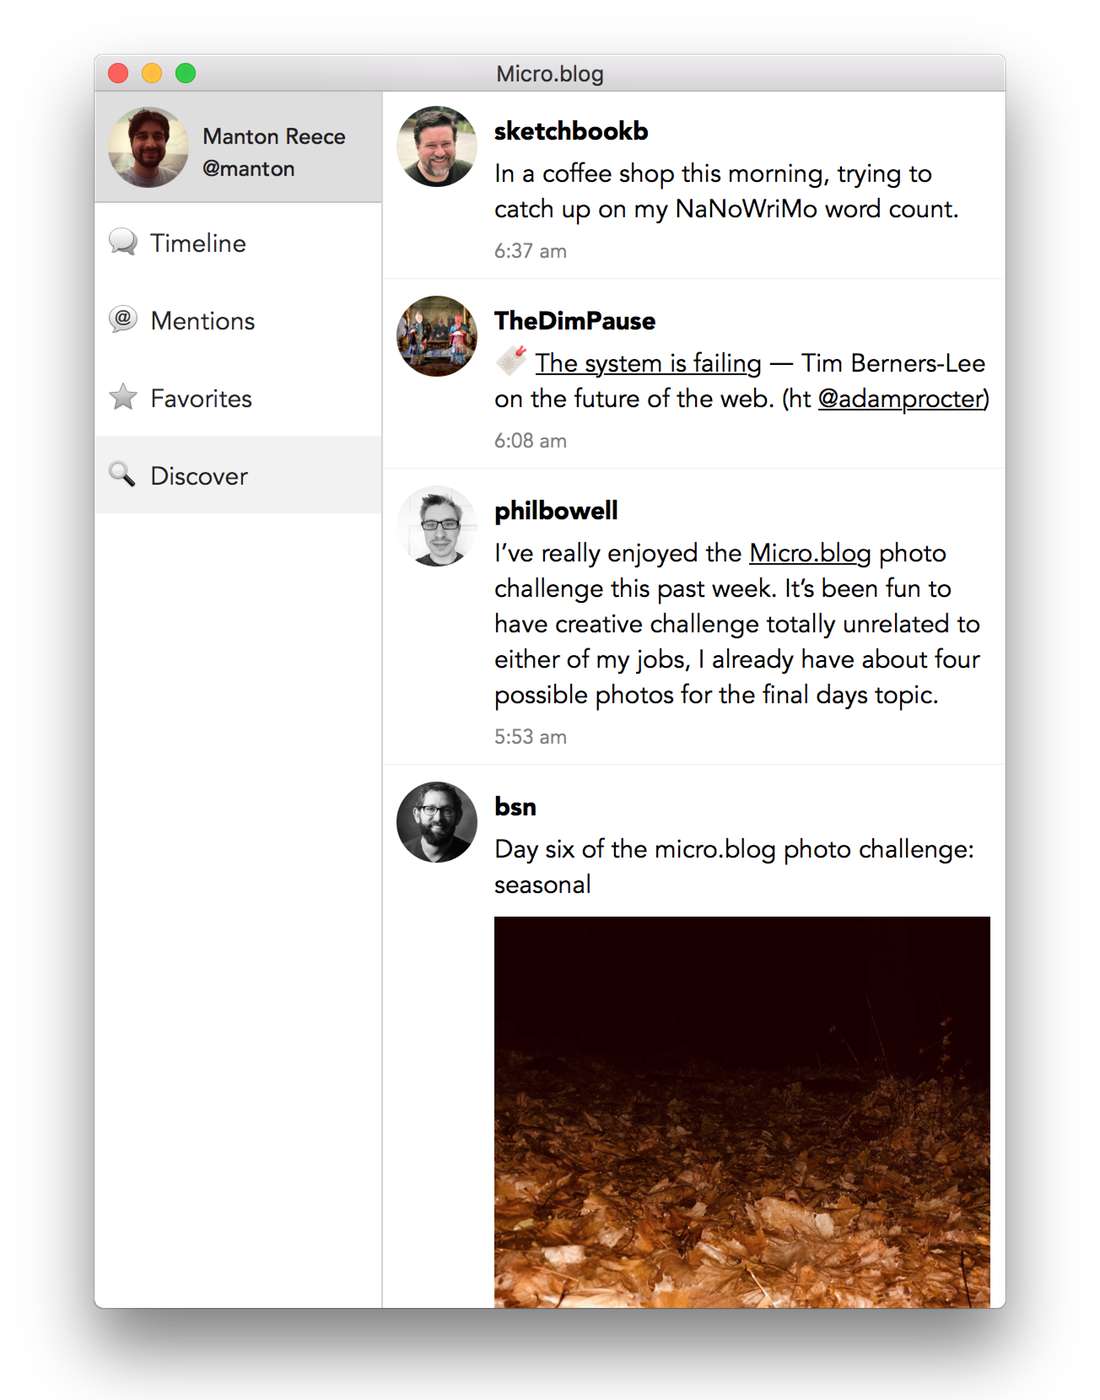 Micro.blog
Manton Reece
@manton
Timeline
@ Mentions
Favorites
Discover
sketchbookb
In a coffee shop this morning, trying to
catch up on my NaNoWriMo word count.
6:37 am
TheDimPause
The system is failing — Tim Berners-Lee
on the future of the web. (ht @adamprocter)
6:08 am
philbowell
I’ve really enjoyed the Micro.blog photo
challenge this past week. It’s been fun to
have creative challenge totally unrelated to
either of my jobs, I already have about four
possible photos for the final days topic.
5:53 am
bsn
Day six of the micro.blog photo challenge:
seasonal